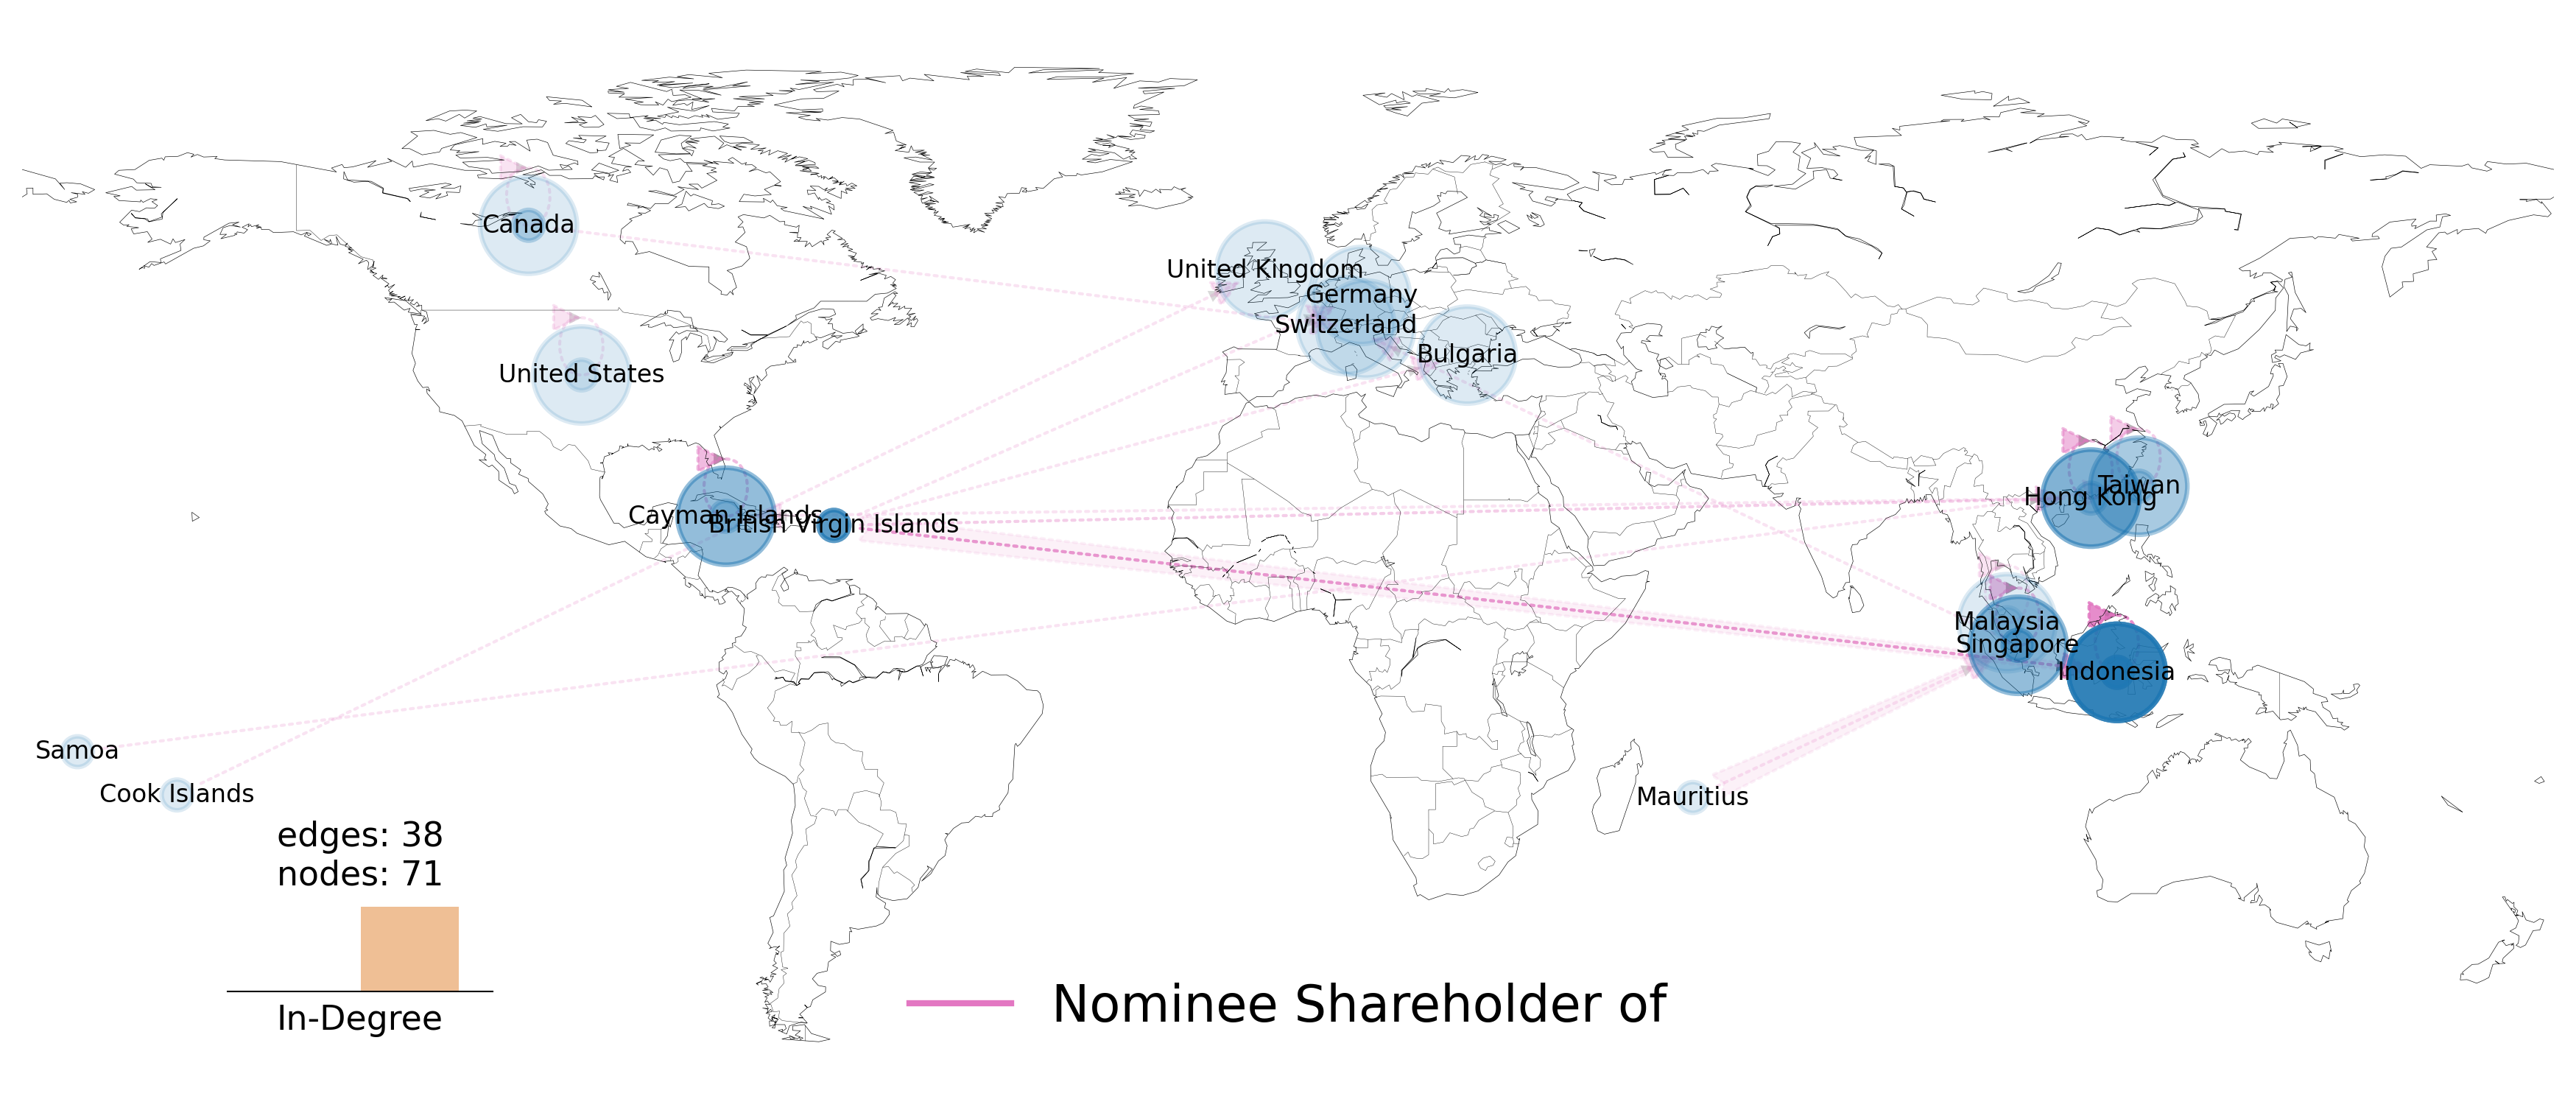 Canada
United Kingdom
Germany
Switzerland
Bulgaria
United States
Taiwan
Hong Kong
Cayman Islands
British Virgin Islands
Malaysia
Singapore
Indonesia
Samoa
Cook Islands
Mauritius
edges: 38
nodes: 71
In-Degree
Nominee Shareholder of